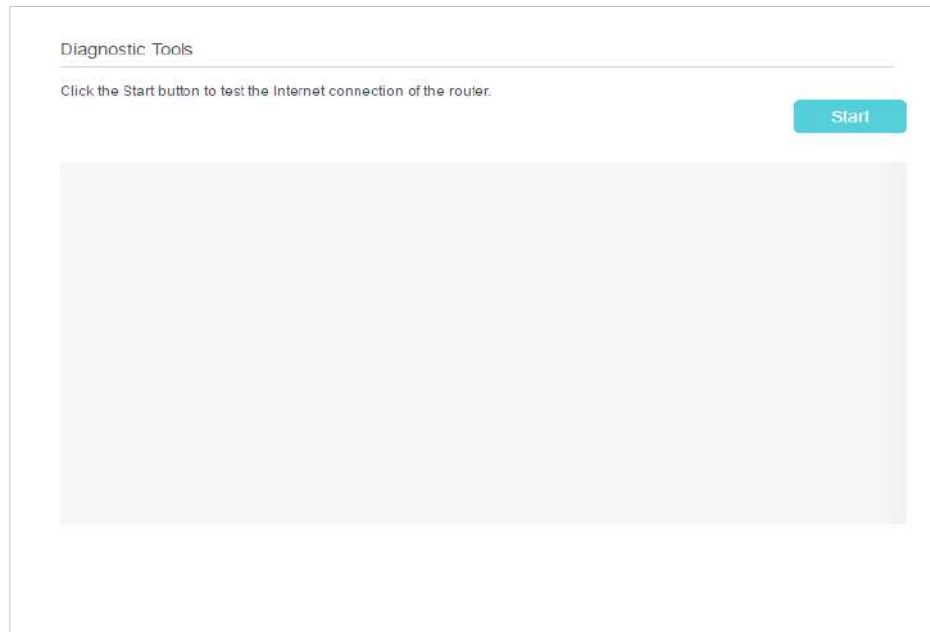 Diagnostic Tools
Click the Start button to test the Internet connection of the router.
Start